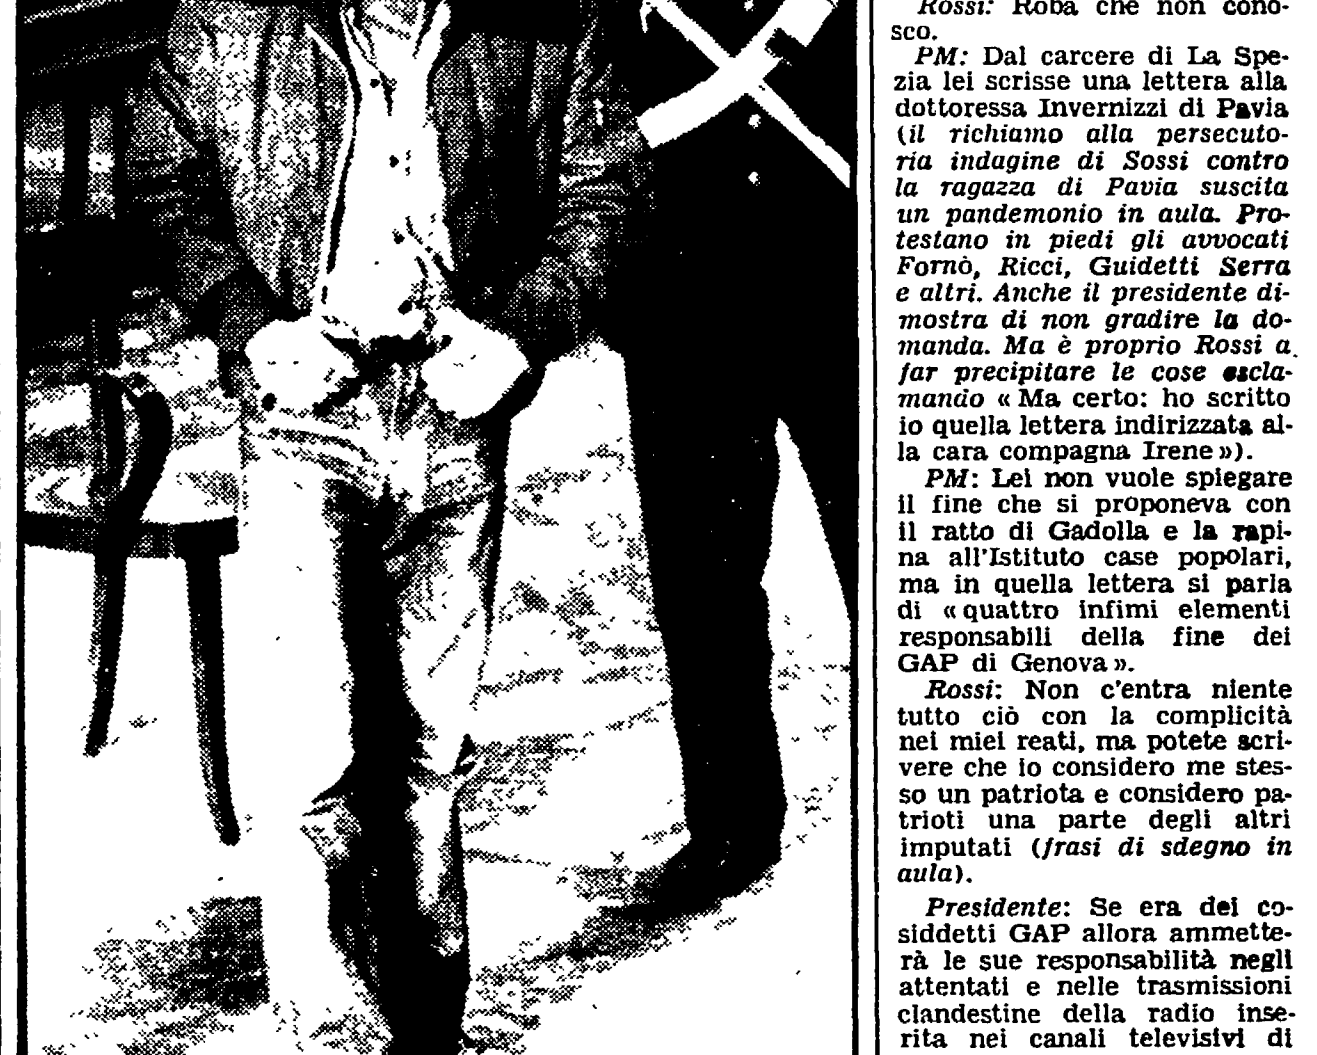 Rossi: Roba che non cono-
sco.
PM: Dal carcere di La Spe-
zia lei scrisse una lettera alla
dottoressa Invernizzi di Pavia
(il richiamo alla persecuto-
ria indagine di Sossi contro
la ragazza di Pavia suscita
un pandemonio in aula. Pro-
testano in piedi gli avvocati
Fornò, Ricci, Guidetti Serra
e altri. Anche il presidente di-
mostra di non gradire la do-
manda. Ma è proprio Rossi a
far precipitare le cose escla-
mando « Ma certo: ho scritto
io quella lettera indirizzata al-
la cara compagna Irene »).
PM: Lei non vuole spiegare
il fine che si proponeva con
il ratto di Gadolla e la rapi-
na all'Istituto case popolari,
ma in quella lettera si parla
di « quattro infimi elementi
responsabili della fine dei
GAP di Genova ».
Rossi: Non c'entra niente
tutto ciò con la complicità
nei miei reati, ma potete scri-
vere che io considero me stes-
so un patriota e considero pa-
trioti una parte degli altri
imputati (frasi di sdegno in
aula).
Presidente: Se era dei co-
siddetti GAP allora ammette-
rà le sue responsabilità negli
attentati e nelle trasmissioni
clandestine della radio inse-
rita nei canali televisivi di